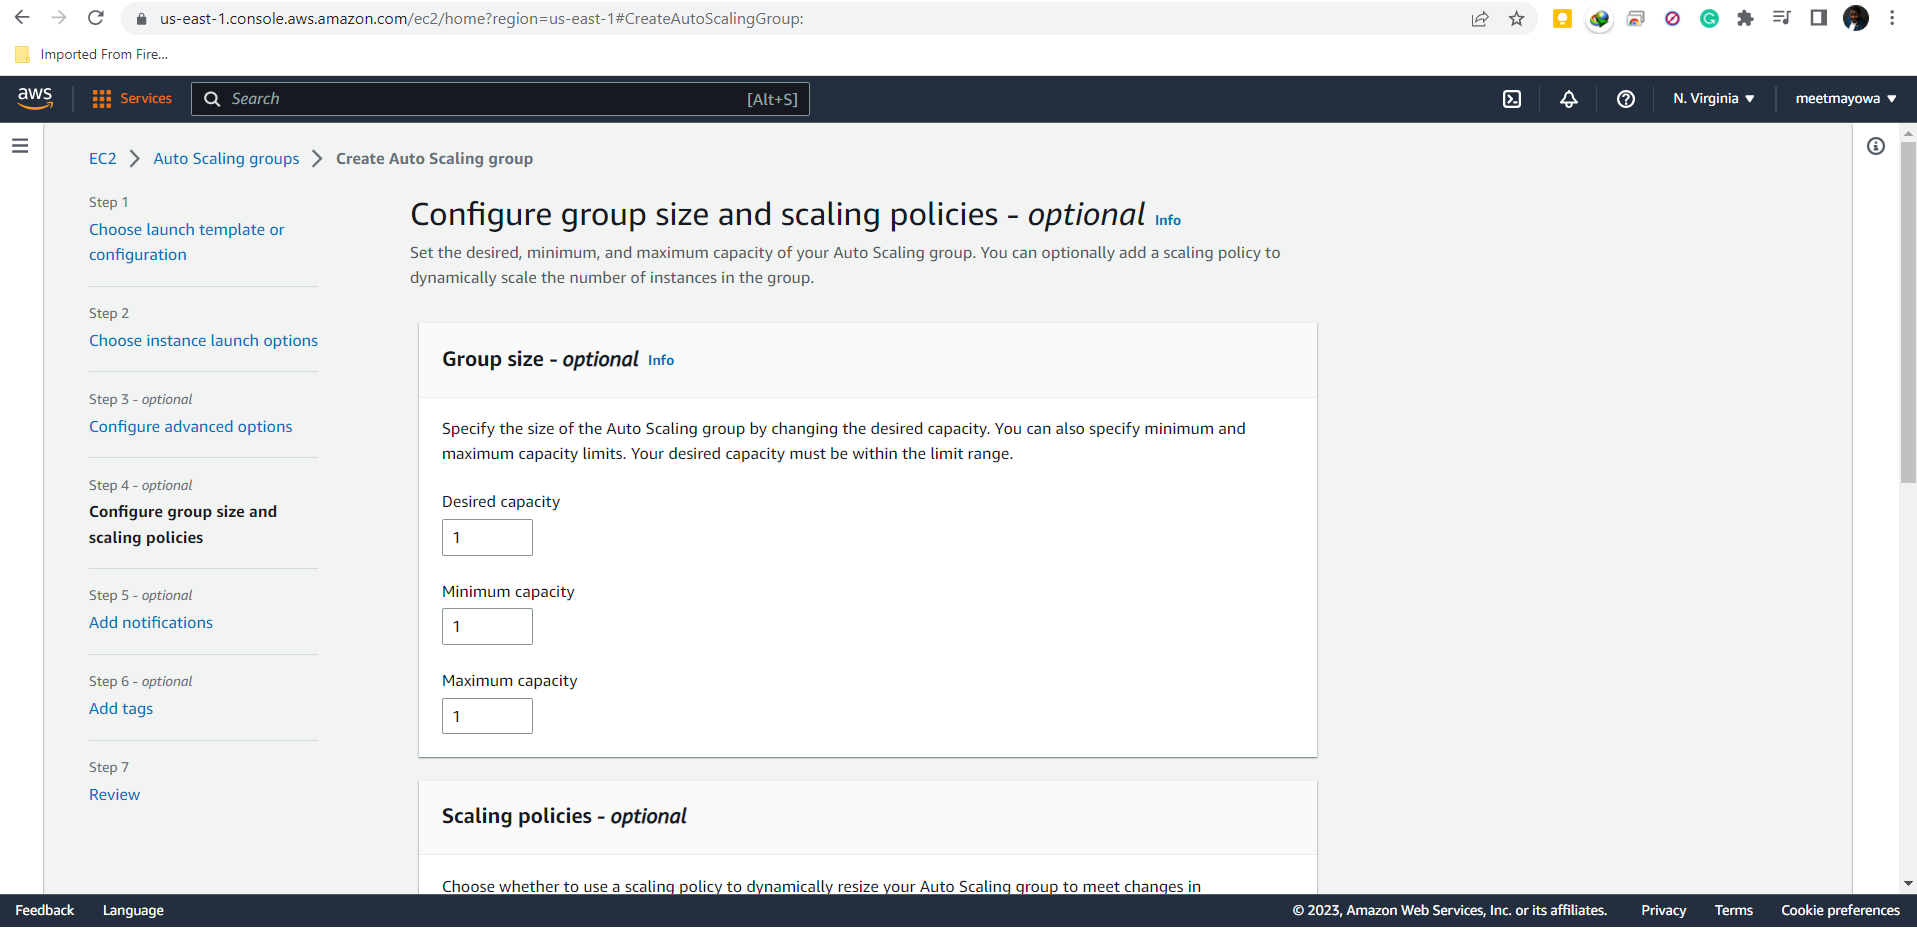 us-east-1.console.aws.amazon.com/ec2/home?region=us-east-1#CreateAutoScalingGroup:
Imported From Fire...
aws
Services
Search
[Alt+S]
N. Virginia
meetmayowa
EC2
Auto Scaling groups
Create Auto Scaling group
Step 1
Choose launch template or
configuration
Step 2
Choose instance launch options
Step 3 - optional
Configure advanced options
Step 4 - optional
Configure group size and
scaling policies
Step 5 - optional
Add notifications
Step 6 - optional
Add tags
Step 7
Review
Configure group size and scaling policies - optional Info
Set the desired, minimum, and maximum capacity of your Auto Scaling group. You can optionally add a scaling policy to
dynamically scale the number of instances in the group.
Group size - optional Info
Specify the size of the Auto Scaling group by changing the desired capacity. You can also specify minimum and
maximum capacity limits. Your desired capacity must be within the limit range.
Desired capacity
1
Minimum capacity
1
Maximum capacity
1
Scaling policies - optional
Choose whether to use a scaling policy to dynamically resize your Auto Scaling group to meet changes in
Feedback
Language
© 2023, Amazon Web Services, Inc. or its affiliates.
Privacy
Terms
Cookie preferences